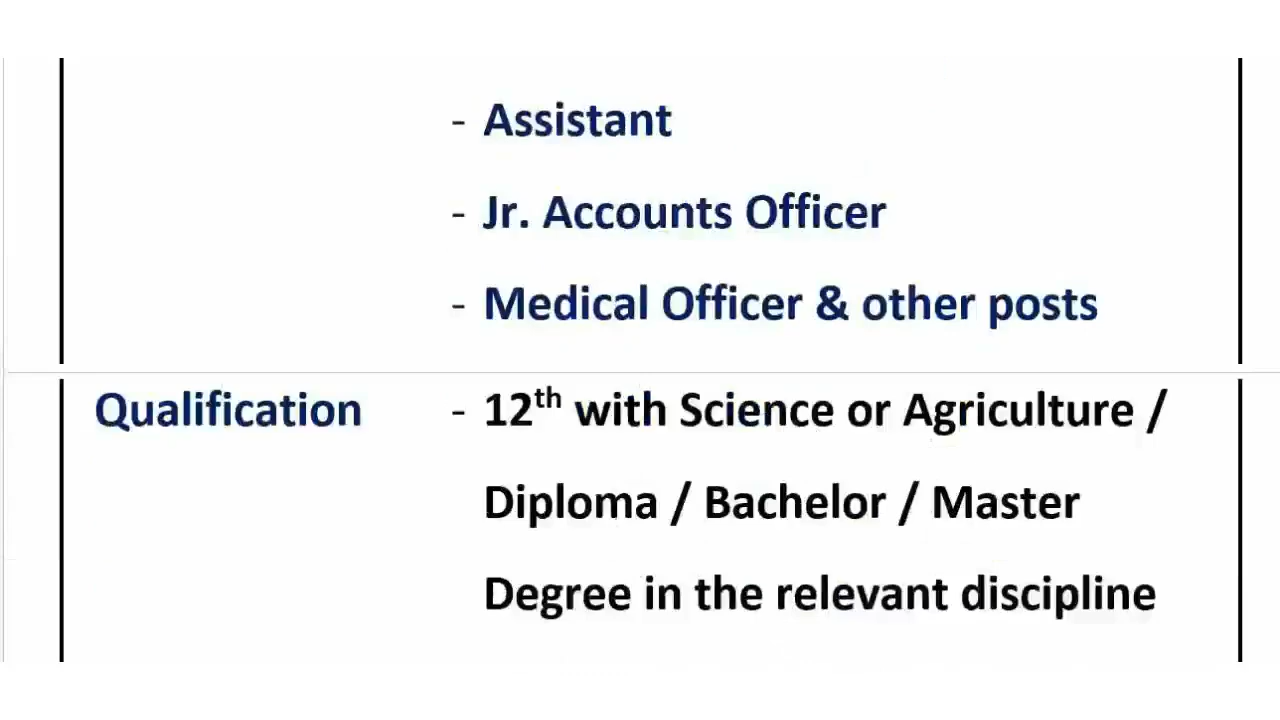 - Assistant
- Jr. Accounts Officer
- Medical Officer & other posts
Qualification - 12th with Science or Agriculture /
Diploma / Bachelor / Master
Degree in the relevant discipline